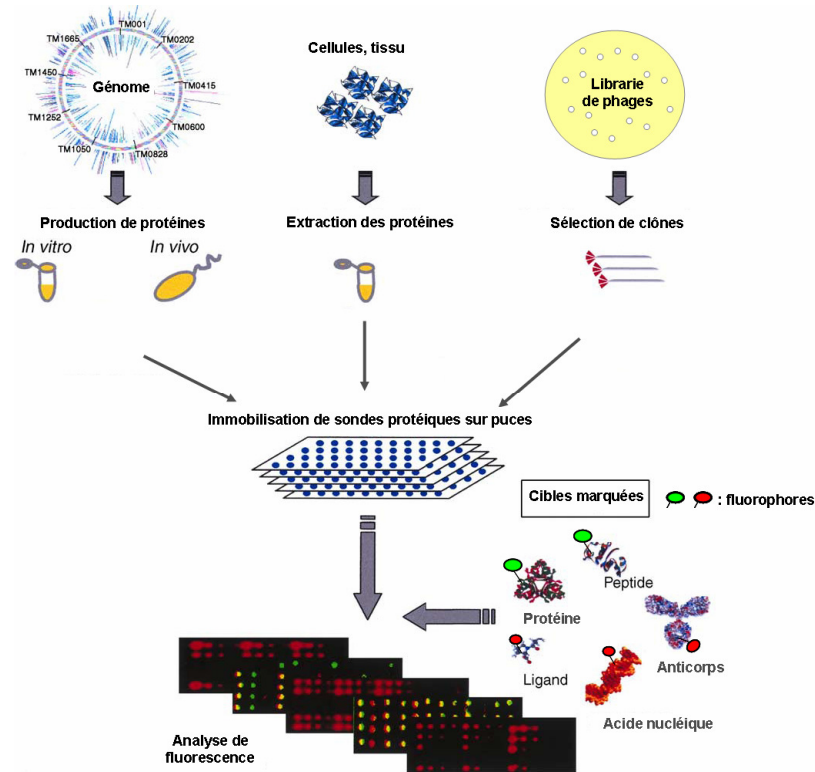 TM001
TM1665
TM0202
TM1450
Génome
TM0415
TM1252
TM0600
TM1050
TM0828
Cellules, tissu
Librarie
de phages
Production de protéines
Extraction des protéines
Sélection de clônes
In vitro
In vivo
Immobilisation de sondes protéiques sur puces
Cibles marquées
: fluorophores
Peptide
Protéine
Anticorps
Ligand
Acide nucléique
Analyse de
fluorescence